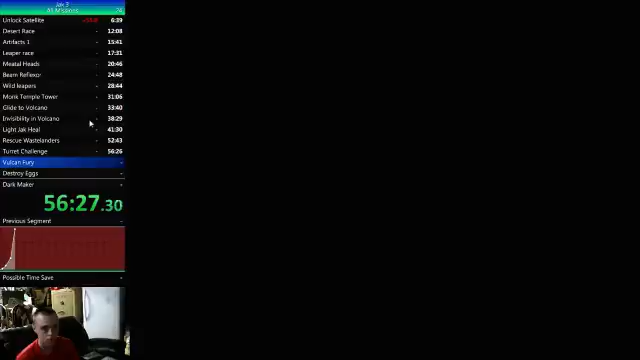 Jak 3
All Missions 74
Unlock Satellite 6:39
Desert Race - 12:08
Artifacts 1 - 15:41
Leaper race - 17:31
Meatal Heads - 20:46
Beam Reflexor - 24:48
Wild leapers - 28:44
Monk Temple Tower - 31:06
Glide to Volcano - 33:40
Invisibility in Volcano - 38:29
Light Jak Heal - 41:30
Rescue Wastelanders - 52:43
Turret Challenge - 56:26
Vulcan Fury -
Destroy Eggs -
Dark Maker -
56:27.30
Previous Segment -
Possible Time Save -